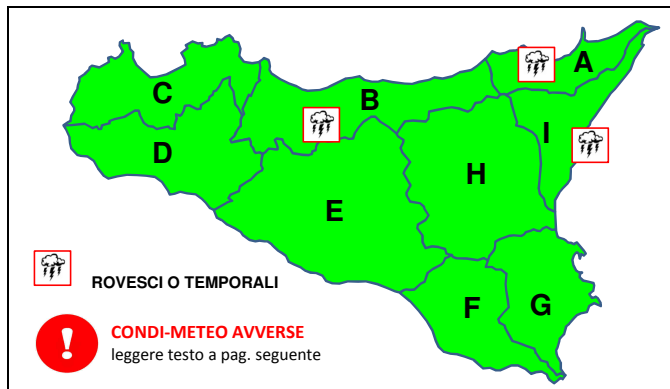 A
B
C
I
D
H
E
ROVESCI O TEMPORALI
F
G
CONDI-METEO AVVERSE
leggere testo a pag. seguente